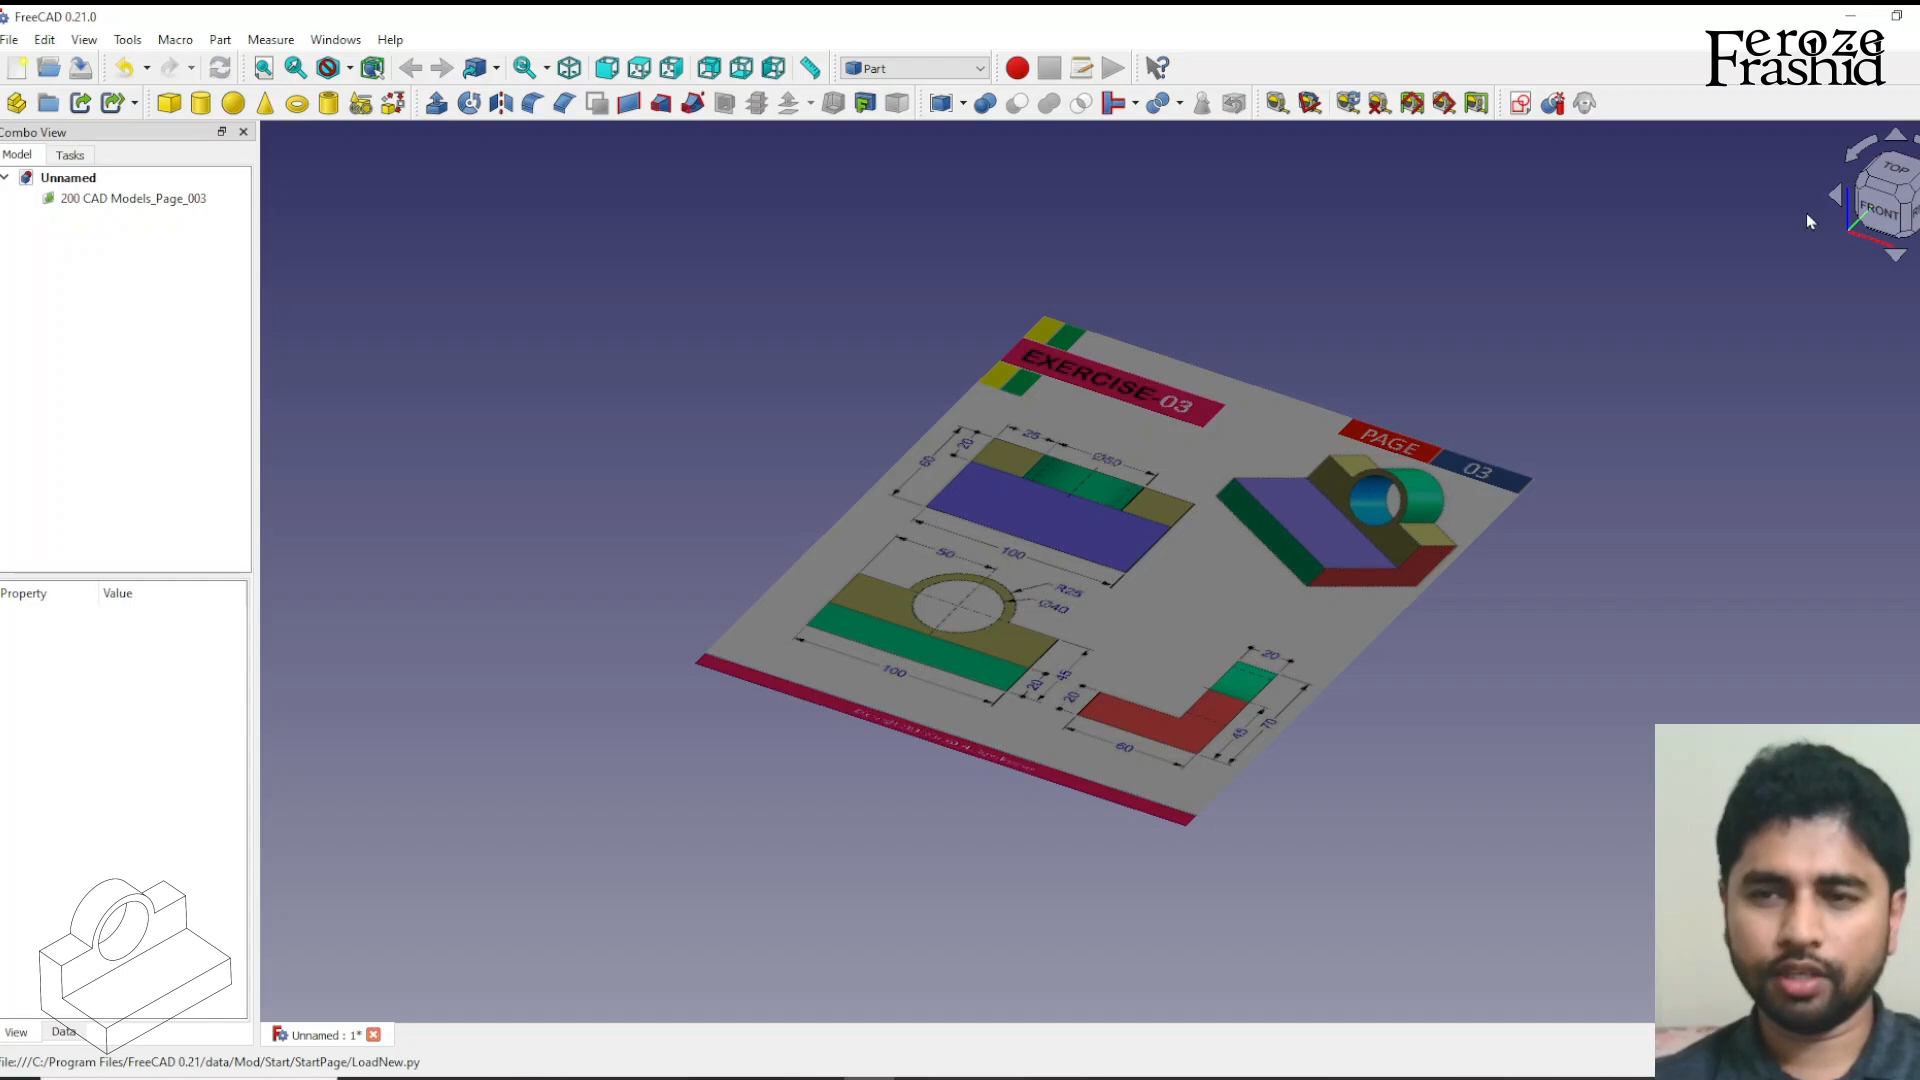 FreeCAD 0.21.0
Feroze
Frashid
File Edit View Tools Macro Part Measure Windows Help
Part
Combo View
Model Tasks
Unnamed
200 CAD Models_Page_003
TOP
FRONT
EXERCISE-03
PAGE 03
25
Ø50
20
60
100
50
R25
Ø40
100
20
45
20
20
60
45
70
Property Value
View Data
Unnamed : 1*
file:///C:/Program Files/FreeCAD 0.21/data/Mod/Start/StartPage/LoadNew.py